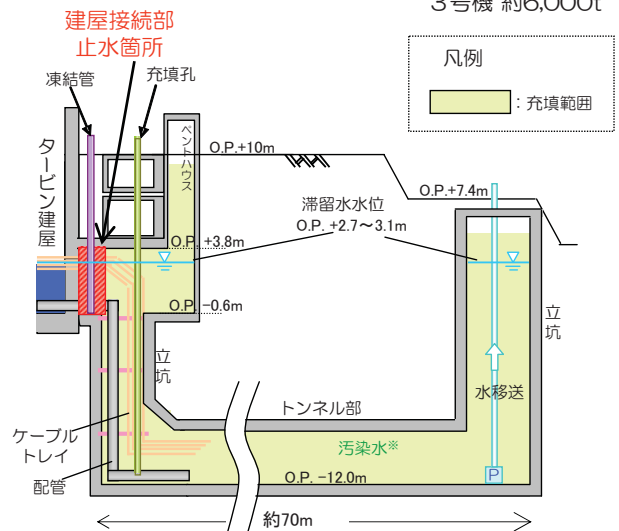 3号機 約6,000t
建屋接続部
止水箇所
凡例
：充填範囲
凍結管
充填孔
タービン建屋
ペントハウス
O.P.+10m
O.P.+7.4m
滞留水水位
O.P. +2.7～3.1m
O.P. +3.8m
O.P. −0.6m
立坑
立坑
トンネル部
水移送
ケーブル
トレイ
汚染水※
配管
O.P. −12.0m
P
約70m